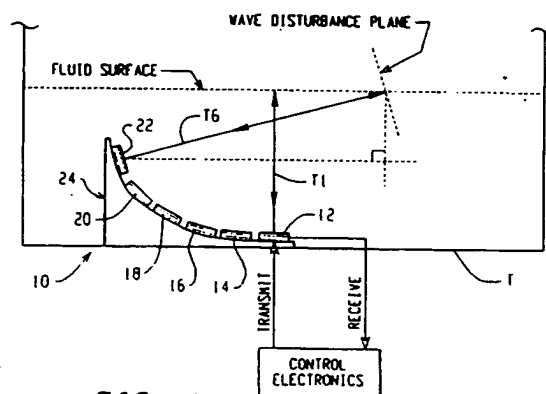 WAVE DISTURBANCE PLANE
FLUID SURFACE
22
T6
24
T1
20
12
18
16
14
10
T
TRANSMIT
RECEIVE
CONTROL
ELECTRONICS